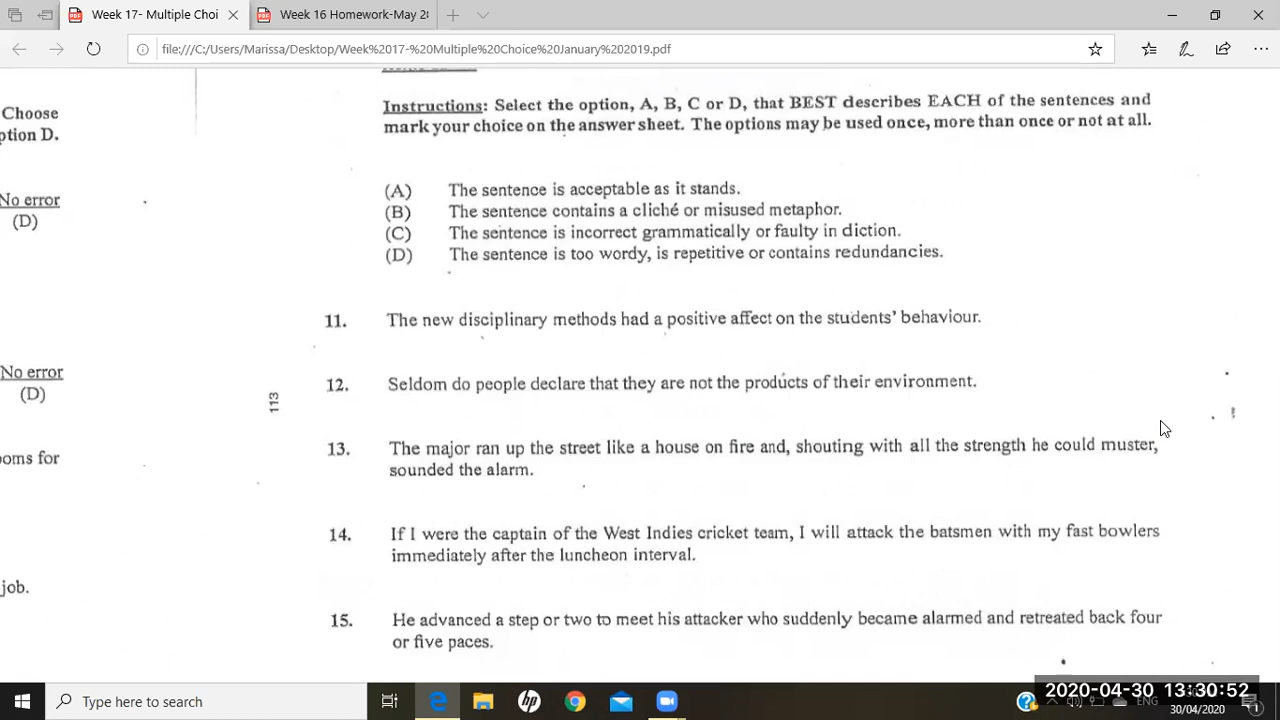 Week 17- Multiple Choi
Week 16 Homework-May 28
file:///C:/Users/Marissa/Desktop/Week%2017-%20Multiple%20Choice%20January%202019.pdf
Choose
ption D.
No error
(D)
No error
(D)
ooms for
job.
113
Instructions: Select the option, A, B, C or D, that BEST describes EACH of the sentences and
mark your choice on the answer sheet. The options may be used once, more than once or not at all.
(A) The sentence is acceptable as it stands.
(B) The sentence contains a cliché or misused metaphor.
(C) The sentence is incorrect grammatically or faulty in diction.
(D) The sentence is too wordy, is repetitive or contains redundancies.
11. The new disciplinary methods had a positive affect on the students' behaviour.
12. Seldom do people declare that they are not the products of their environment.
13. The major ran up the street like a house on fire and, shouting with all the strength he could muster,
sounded the alarm.
14. If I were the captain of the West Indies cricket team, I will attack the batsmen with my fast bowlers
immediately after the luncheon interval.
15. He advanced a step or two to meet his attacker who suddenly became alarmed and retreated back four
or five paces.
Type here to search
2020-04-30 13:30:52
ENG
30/04/2020